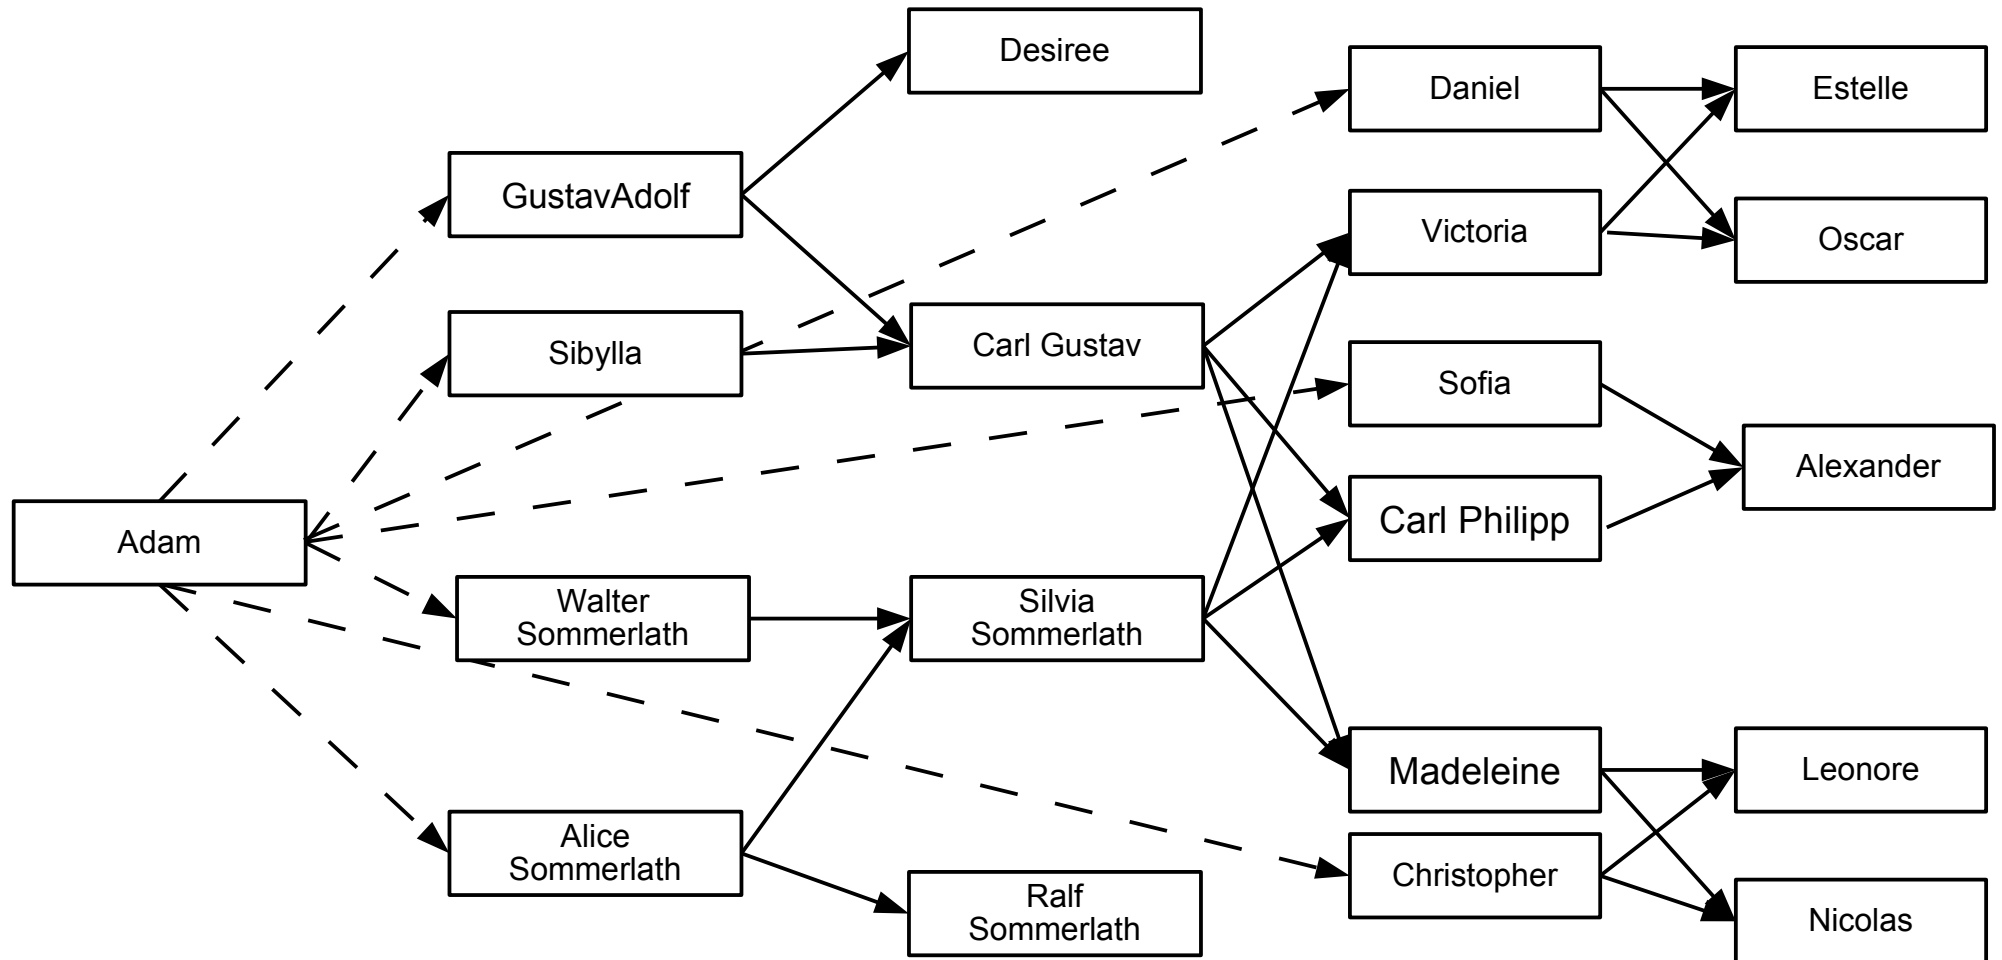 Desiree
Daniel
Estelle
GustavAdolf
Victoria
Oscar
Sibylla
Carl Gustav
Sofia
Alexander
Adam
Carl Philipp
Walter
Sommerlath
Silvia
Sommerlath
Madeleine
Leonore
Alice
Sommerlath
Christopher
Ralf
Sommerlath
Nicolas